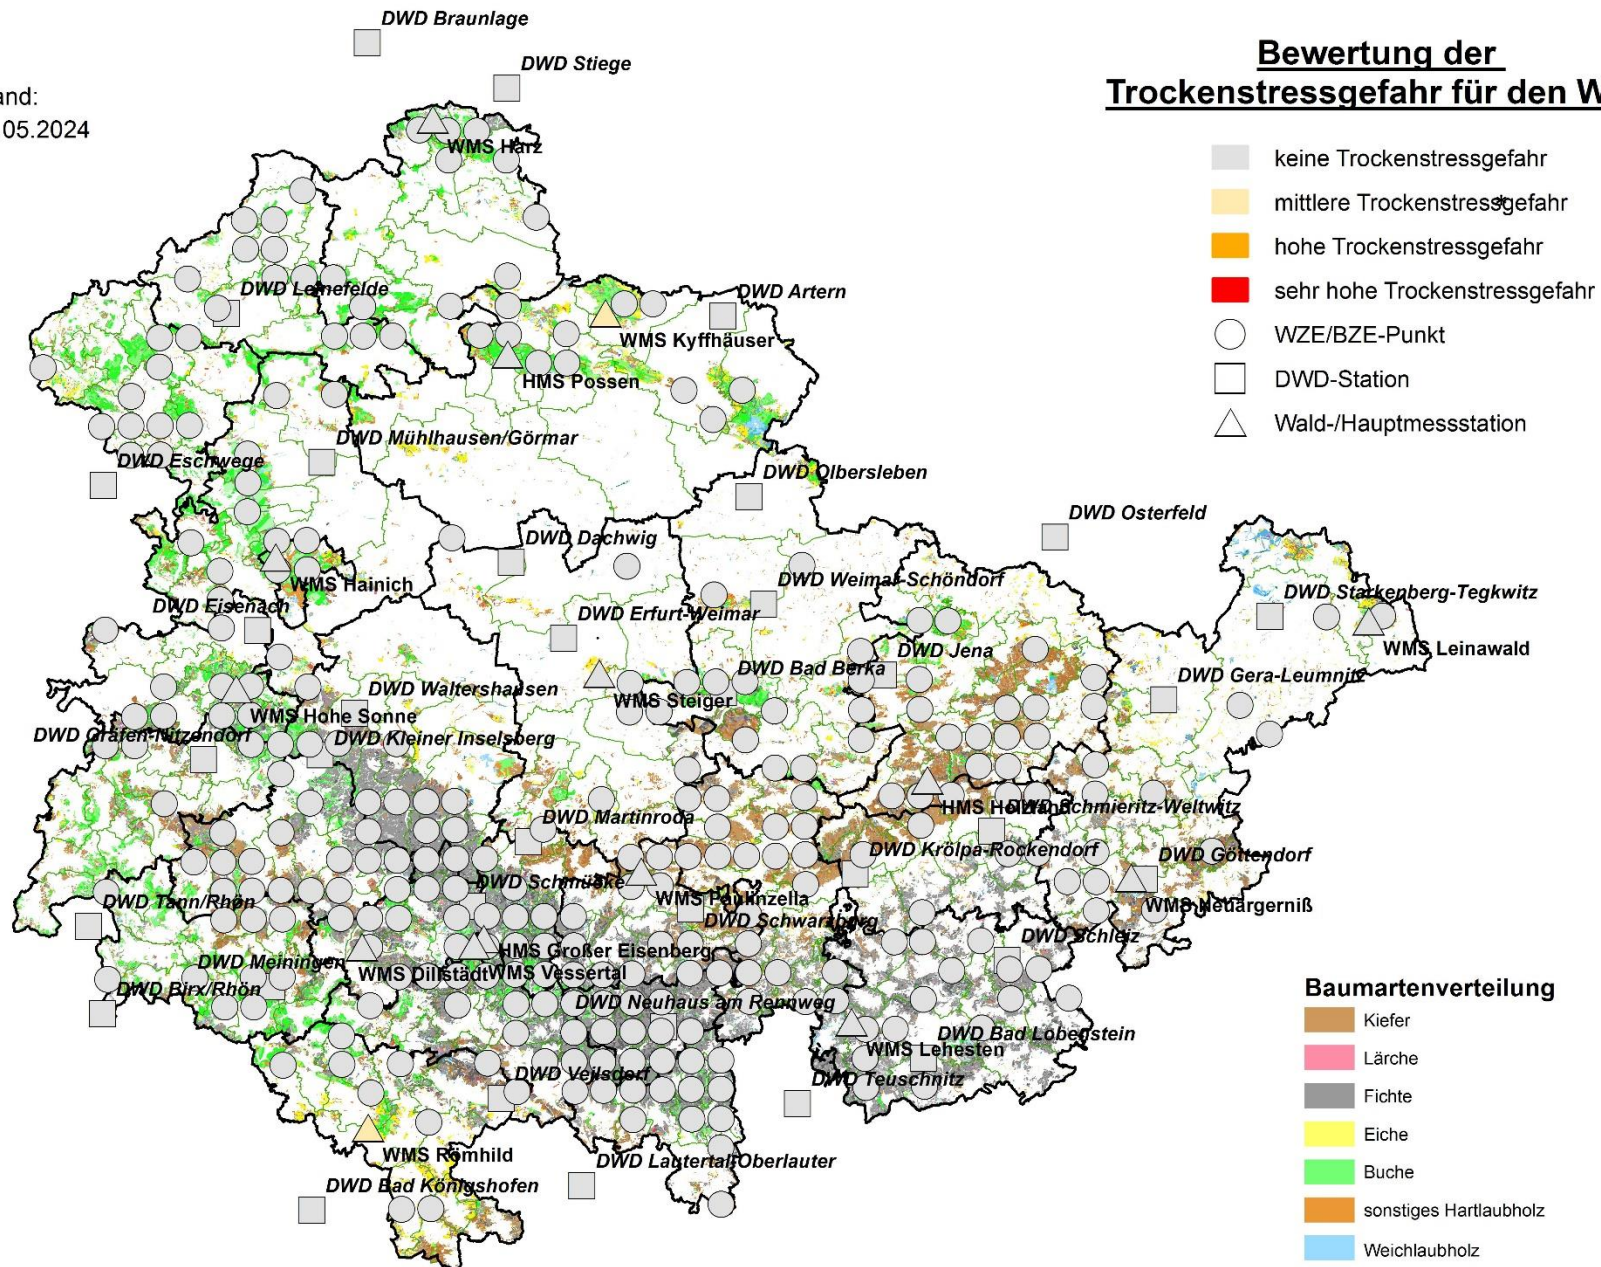 DWD Braunlage
DWD Stiege
Bewertung der
Trockenstressgefahr für den W
and:
05.2024
WMS Harz
keine Trockenstressgefahr
mittlere Trockenstressgefahr
*
hohe Trockenstressgefahr
sehr hohe Trockenstressgefahr
WZE/BZE-Punkt
DWD-Station
Wald-/Hauptmessstation
DWD Leinefelde
DWD Artern
WMS Kyffhäuser
HMS Possen
DWD Mühlhausen/Görmar
DWD Eschwege
DWD Olbersleben
DWD Osterfeld
DWD Dachwig
WMS Hainich
DWD Weimar-Schöndorf
DWD Eisenach
DWD Erfurt-Weimar
DWD Starkenberg-Tegkwitz
WMS Leinawald
DWD Jena
DWD Bad Berka
DWD Gera-Leumnitz
DWD Waltershausen
WMS Steiger
WMS Hohe Sonne
DWD Gräfen-Nitzendorf
DWD Kleiner Inselsberg
HMS Holzland
DWD Schmieritz-Weltwitz
DWD Martinroda
DWD Krölpa-Rockendorf
DWD Göttendorf
DWD Schmücke
WMS Paulinzella
DWD Tann/Rhön
WMS Neuärgerniß
DWD Schwarzburg
DWD Schleiz
HMS Großer Eisenberg
DWD Meiningen
WMS Dillstädt
WMS Vessertal
DWD Birx/Rhön
DWD Neuhaus am Rennweg
DWD Bad Lobenstein
WMS Lehesten
DWD Veilsdorf
DWD Teuschnitz
WMS Römhild
DWD Lautertal-Oberlauter
DWD Bad Königshofen
Baumartenverteilung
Kiefer
Lärche
Fichte
Eiche
Buche
sonstiges Hartlaubholz
Weichlaubholz